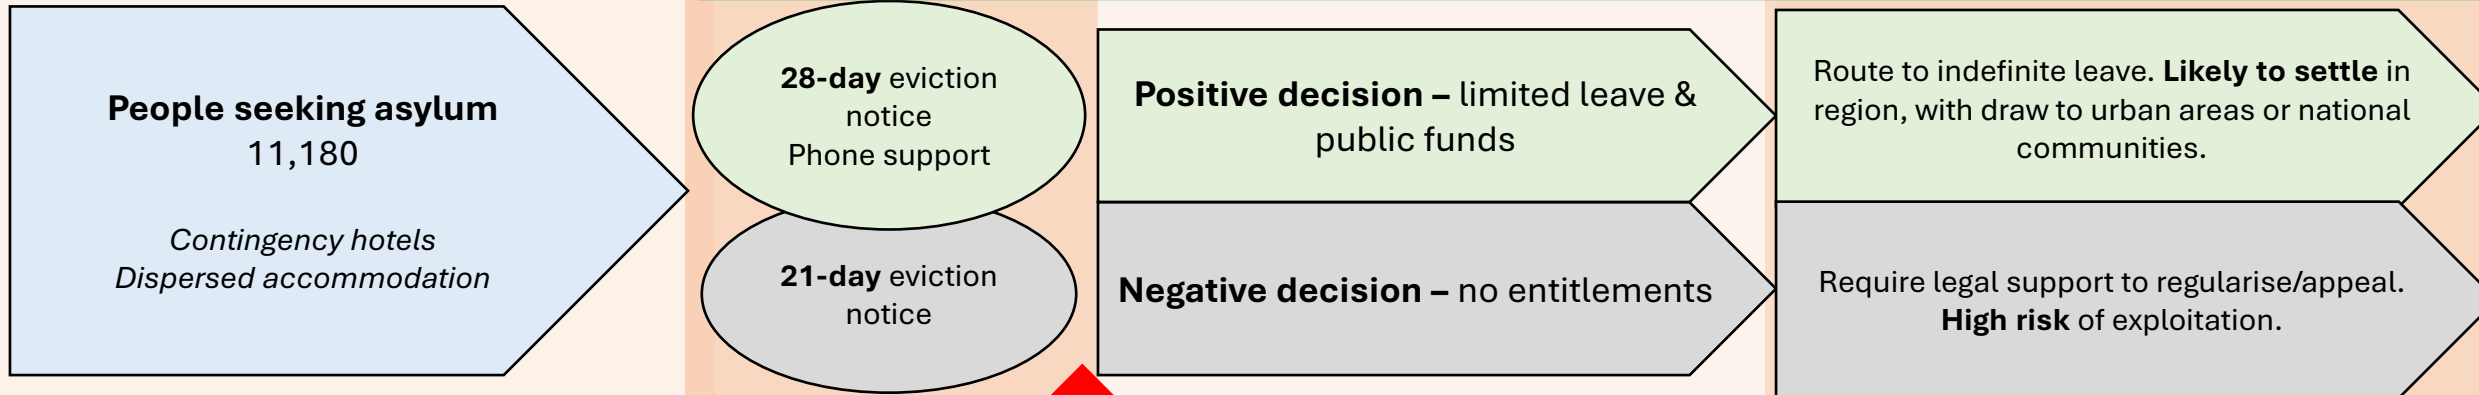 People seeking asylum
11,180
Contingency hotels
Dispersed accommodation
28-day eviction
notice
Phone support
21-day eviction
notice
Positive decision – limited leave &
public funds
Negative decision – no entitlements
Route to indefinite leave. Likely to settle in
region, with draw to urban areas or national
communities.
Require legal support to regularise/appeal.
High risk of exploitation.